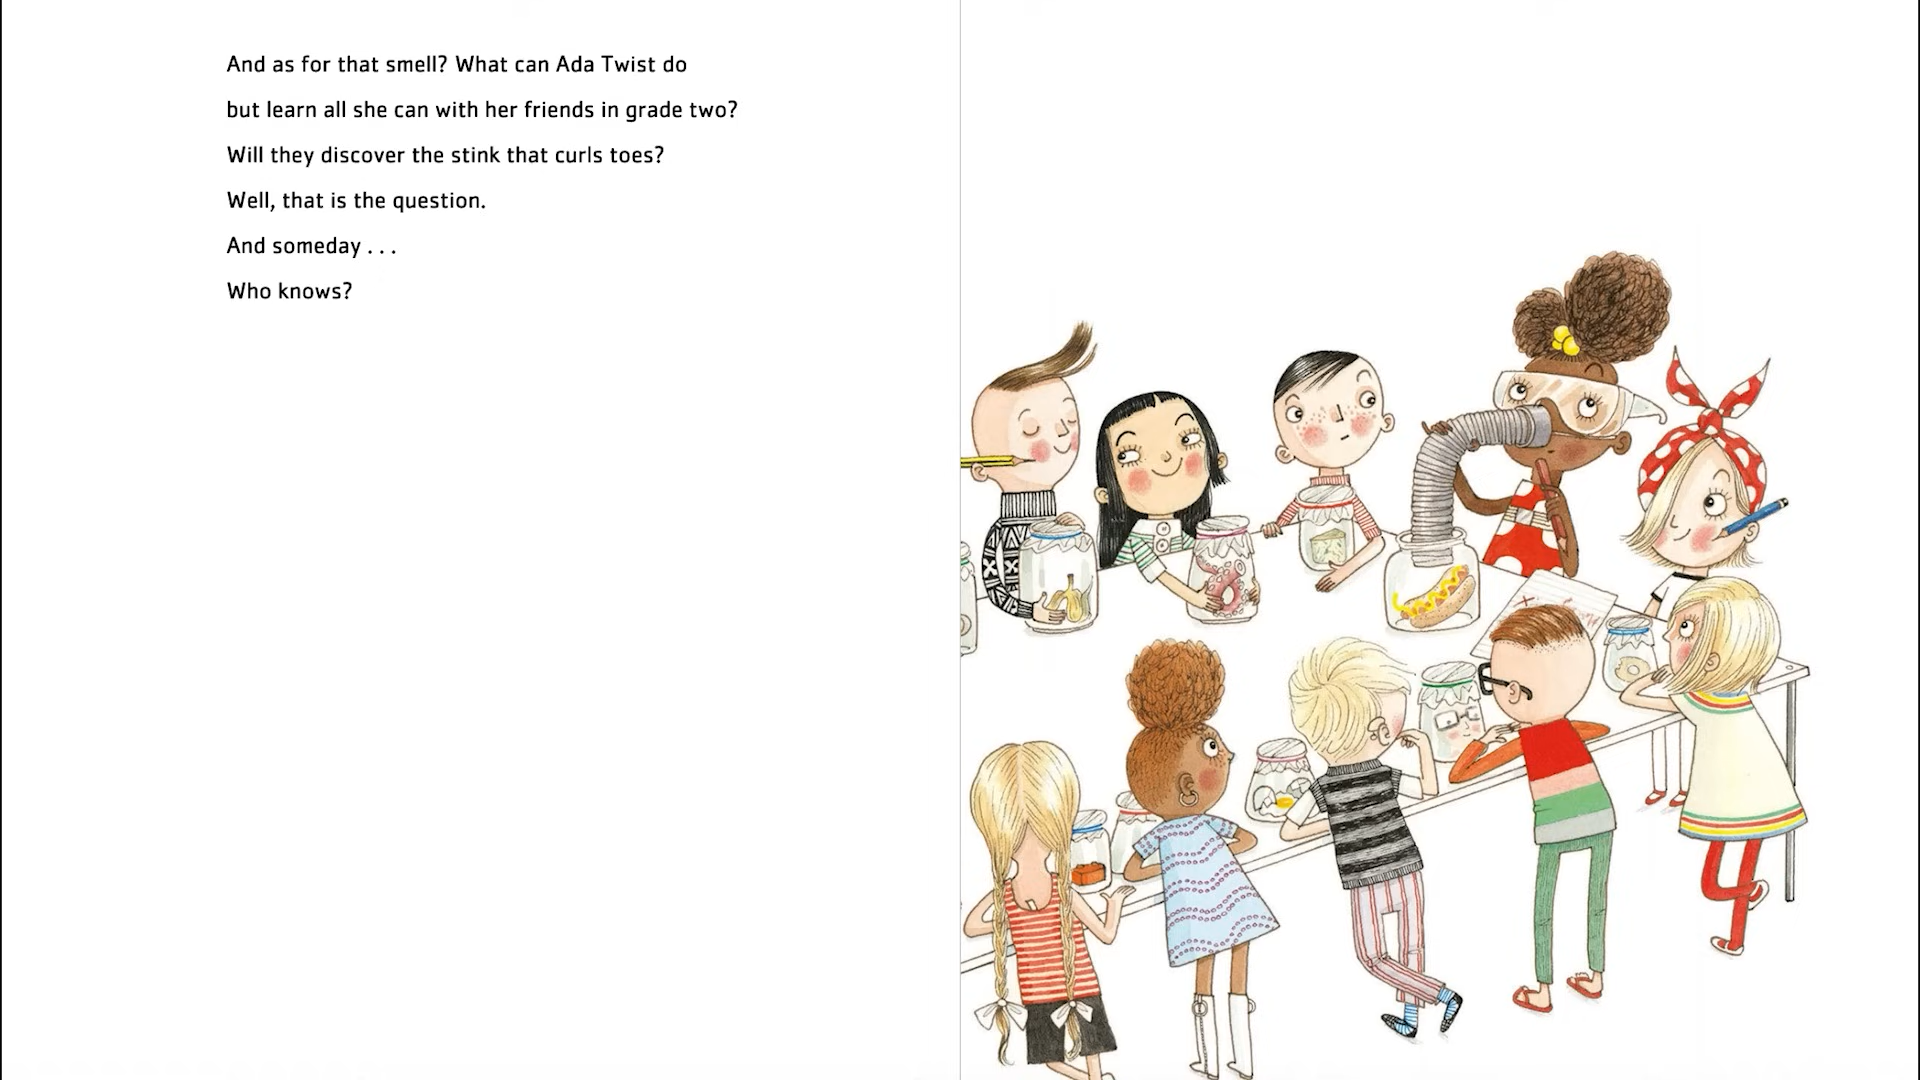 And as for that smell? What can Ada Twist do
but learn all she can with her friends in grade two?
Will they discover the stink that curls toes?
Well, that is the question.
And someday . . .
Who knows?